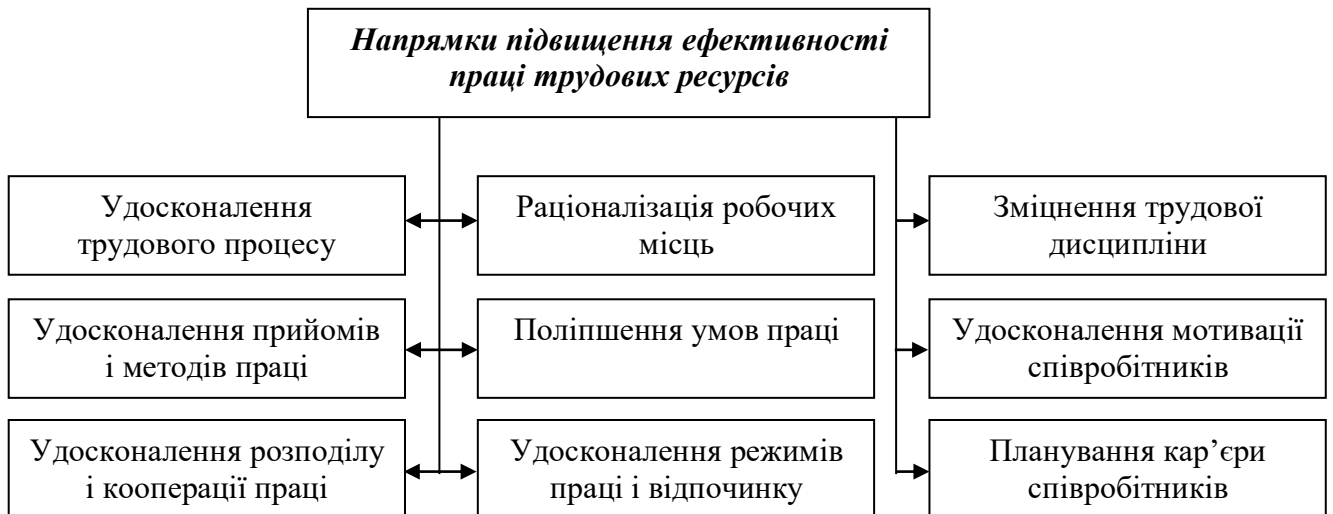 Напрямки підвищення ефективності
праці трудових ресурсів
Удосконалення
трудового процесу
Раціоналізація робочих
місць
Зміцнення трудової
дисципліни
Удосконалення прийомів
і методів праці
Поліпшення умов праці
Удосконалення мотивації
співробітників
Удосконалення розподілу
і кооперації праці
Удосконалення режимів
праці і відпочинку
Планування кар’єри
співробітників